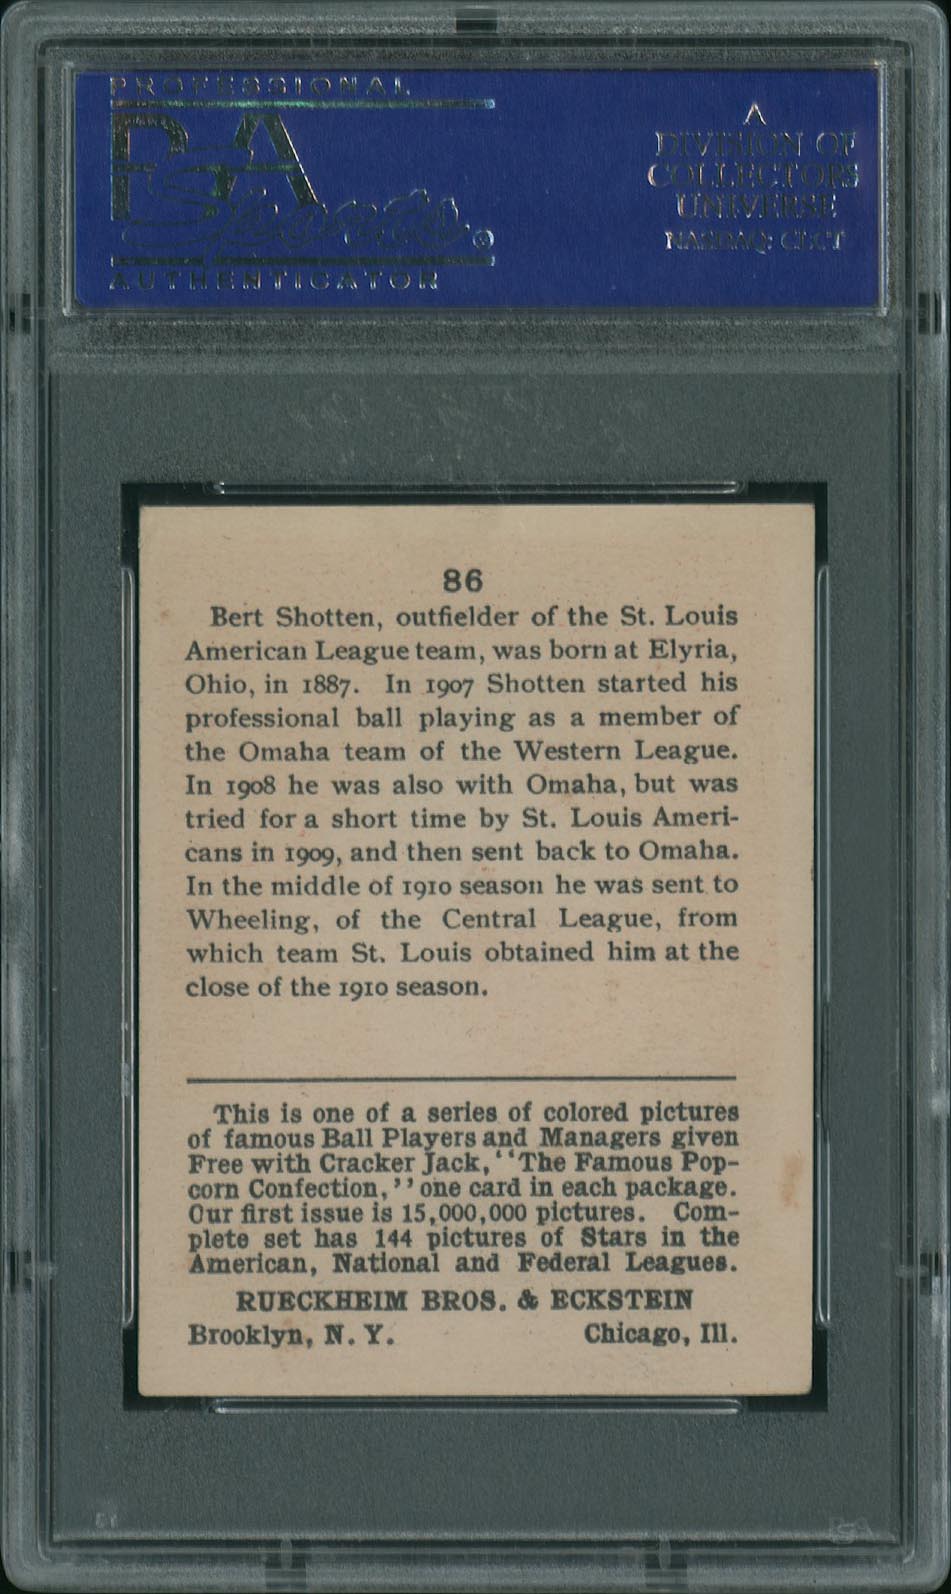 PROFESSIONAL
PSA
Sports
AUTHENTICATOR
A
DIVISION OF
COLLECTORS
UNIVERSE
NASDAQ: CLCT
86
Bert Shotten, outfielder of the St. Louis
American League team, was born at Elyria,
Ohio, in 1887. In 1907 Shotten started his
professional ball playing as a member of
the Omaha team of the Western League.
In 1908 he was also with Omaha, but was
tried for a short time by St. Louis Ameri-
cans in 1909, and then sent back to Omaha.
In the middle of 1910 season he was sent to
Wheeling, of the Central League, from
which team St. Louis obtained him at the
close of the 1910 season.
This is one of a series of colored pictures
of famous Ball Players and Managers given
Free with Cracker Jack, "The Famous Pop-
corn Confection," one card in each package.
Our first issue is 15,000,000 pictures. Com-
plete set has 144 pictures of Stars in the
American, National and Federal Leagues.
RUECKHEIM BROS. & ECKSTEIN
Brooklyn, N. Y. Chicago, Ill.
PSA